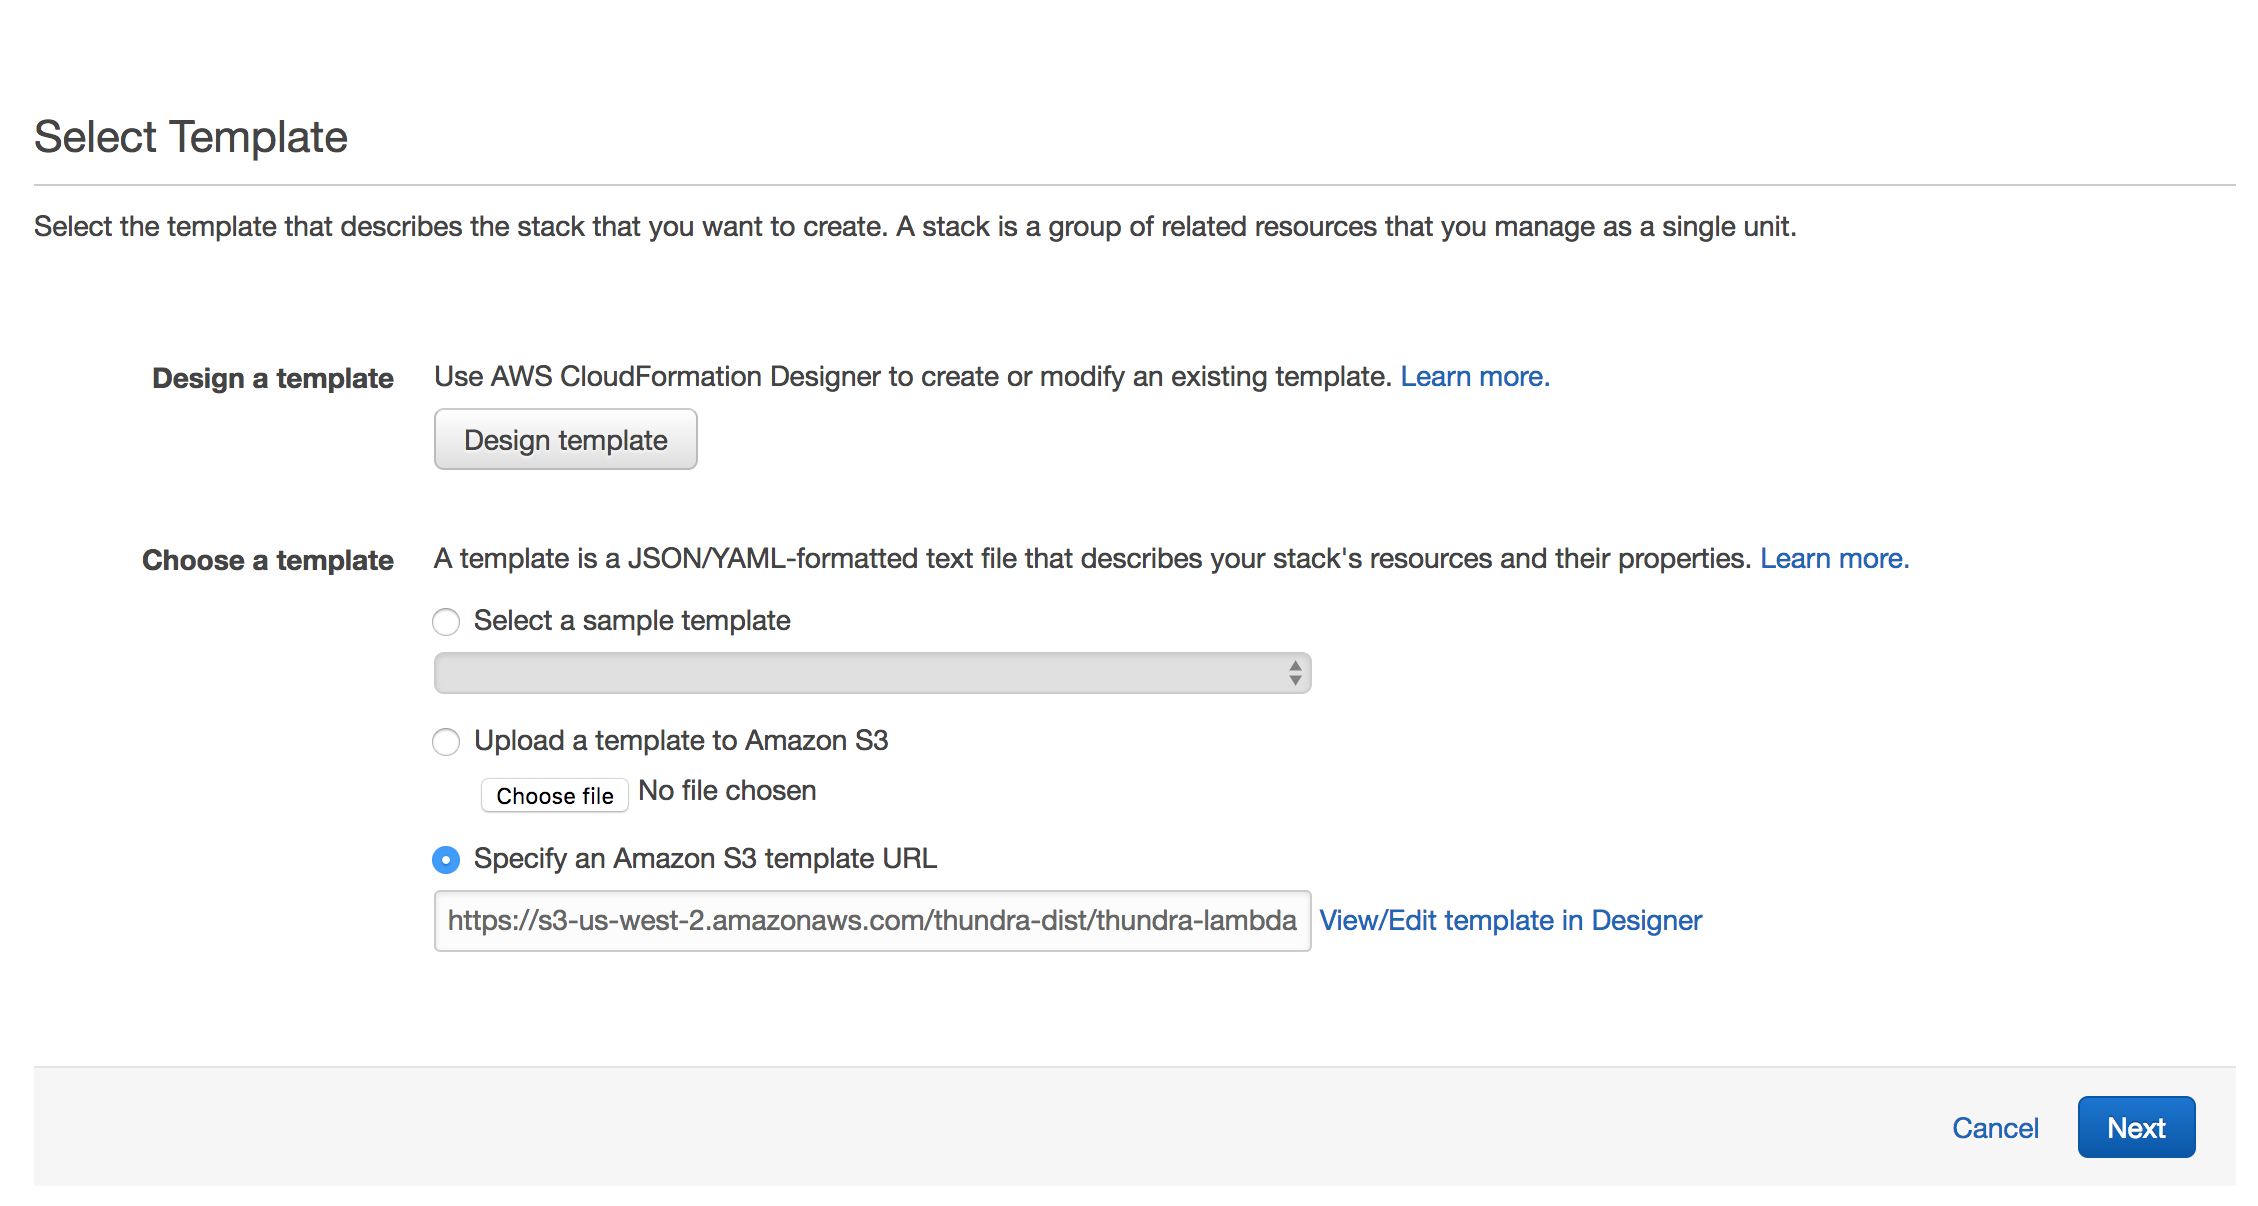 Select Template
Select the template that describes the stack that you want to create. A stack is a group of related resources that you manage as a single unit.
Design a template
Use AWS CloudFormation Designer to create or modify an existing template. Learn more.
Design template
Choose a template
A template is a JSON/YAML-formatted text file that describes your stack's resources and their properties. Learn more.
Select a sample template
Upload a template to Amazon S3
Choose file No file chosen
Specify an Amazon S3 template URL
https://s3-us-west-2.amazonaws.com/thundra-dist/thundra-lambda View/Edit template in Designer
Cancel Next